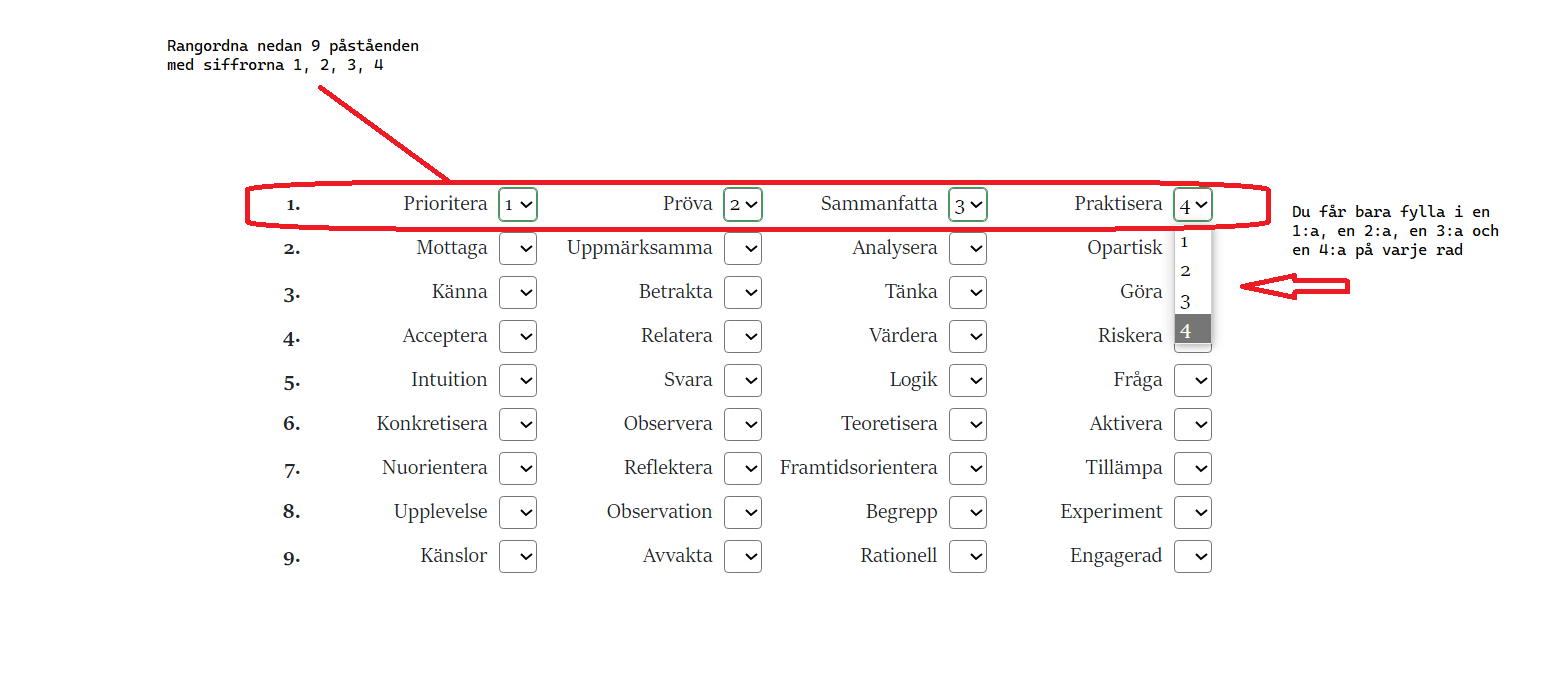 Rangordna nedan 9 påståenden
med siffrorna 1, 2, 3, 4
1. Prioritera 1 Pröva 2 Sammanfatta 3 Praktisera 4
Du får bara fylla i en
1:a, en 2:a, en 3:a och
en 4:a på varje rad
1
2
3
4
2. Mottaga Uppmärksamma Analysera Opartisk
3. Känna Betrakta Tänka Göra
4. Acceptera Relatera Värdera Riskera
5. Intuition Svara Logik Fråga
6. Konkretisera Observera Teoretisera Aktivera
7. Nuorientera Reflektera Framtidsorientera Tillämpa
8. Upplevelse Observation Begrepp Experiment
9. Känslor Avvakta Rationell Engagerad